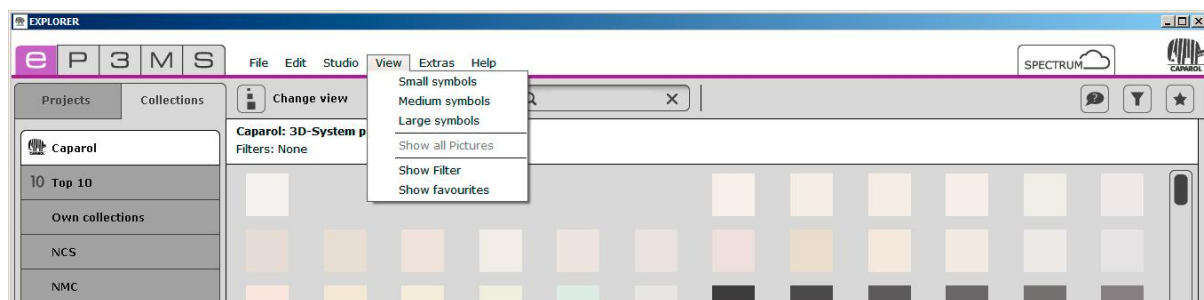 EXPLORER
e P 3 M S
File Edit Studio View Extras Help
SPECTRUM
CAPAROL
Small symbols
Medium symbols
Large symbols
Show all Pictures
Show Filter
Show favourites
Projects Collections
Change view
Caparol: 3D-System p
Filters: None
Caparol
10 Top 10
Own collections
NCS
NMC